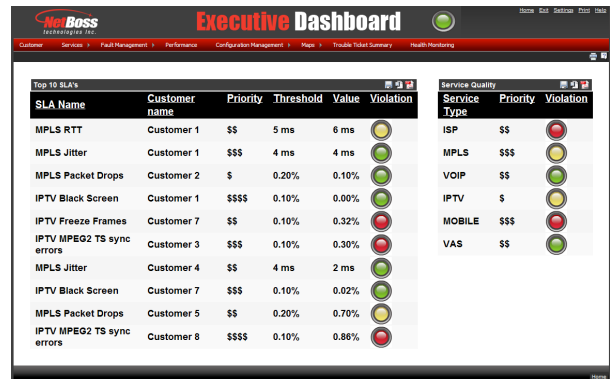 NetBoss
technologies inc.
Executive Dashboard
Home Exit Settings Print Help
Customer Services Fault Management Performance Configuration Management Maps Trouble Ticket Summary Health Monitoring
Top 10 SLA's
SLA Name Customer name Priority Threshold Value Violation
MPLS RTT Customer 1 $$ 5 ms 6 ms
MPLS Jitter Customer 1 $$$ 4 ms 4 ms
MPLS Packet Drops Customer 2 $ 0.20% 0.10%
IPTV Black Screen Customer 1 $$$$ 0.10% 0.00%
IPTV Freeze Frames Customer 7 $$ 0.10% 0.32%
IPTV MPEG2 TS sync errors Customer 3 $$$ 0.10% 0.30%
MPLS Jitter Customer 4 $$ 4 ms 2 ms
IPTV Black Screen Customer 7 $$$ 0.10% 0.02%
MPLS Packet Drops Customer 5 $$ 0.20% 0.70%
IPTV MPEG2 TS sync errors Customer 8 $$$$ 0.10% 0.86%
Service Quality
Service Type Priority Violation
ISP $$
MPLS $$$
VOIP $$
IPTV $
MOBILE $$$
VAS $$
Home